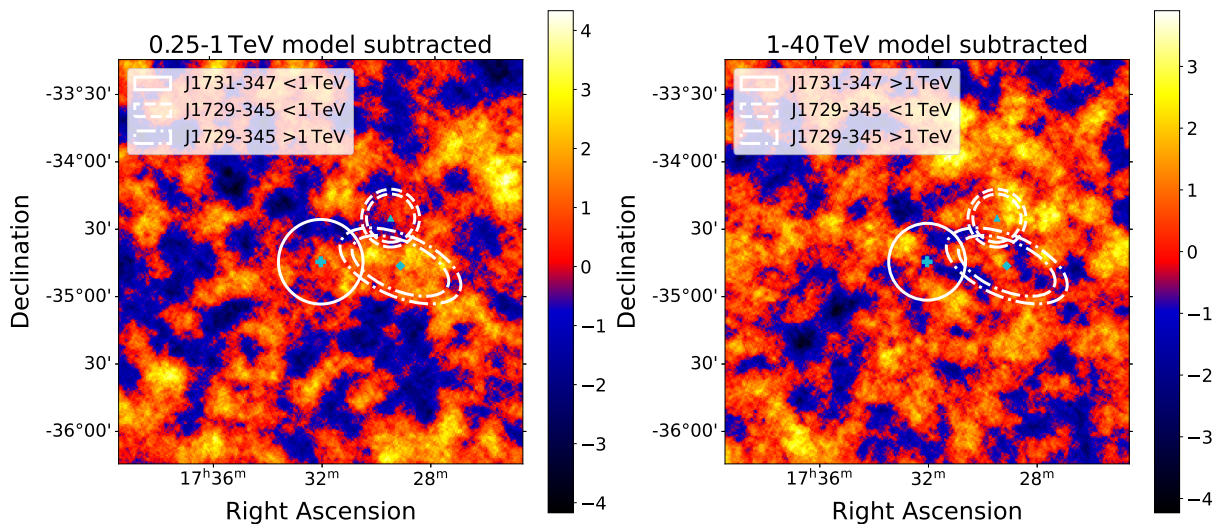 0.25-1 TeV model subtracted
J1731-347 <1 TeV
J1729-345 <1 TeV
J1729-345 >1 TeV
-33°30'
-34°00'
30'
-35°00'
30'
-36°00'
Declination
17h36m
32m
28m
Right Ascension
4
3
2
1
0
−1
−2
−3
−4
1-40 TeV model subtracted
J1731-347 >1 TeV
J1729-345 <1 TeV
J1729-345 >1 TeV
-33°30'
-34°00'
30'
-35°00'
30'
-36°00'
Declination
17h36m
32m
28m
Right Ascension
3
2
1
0
−1
−2
−3
−4